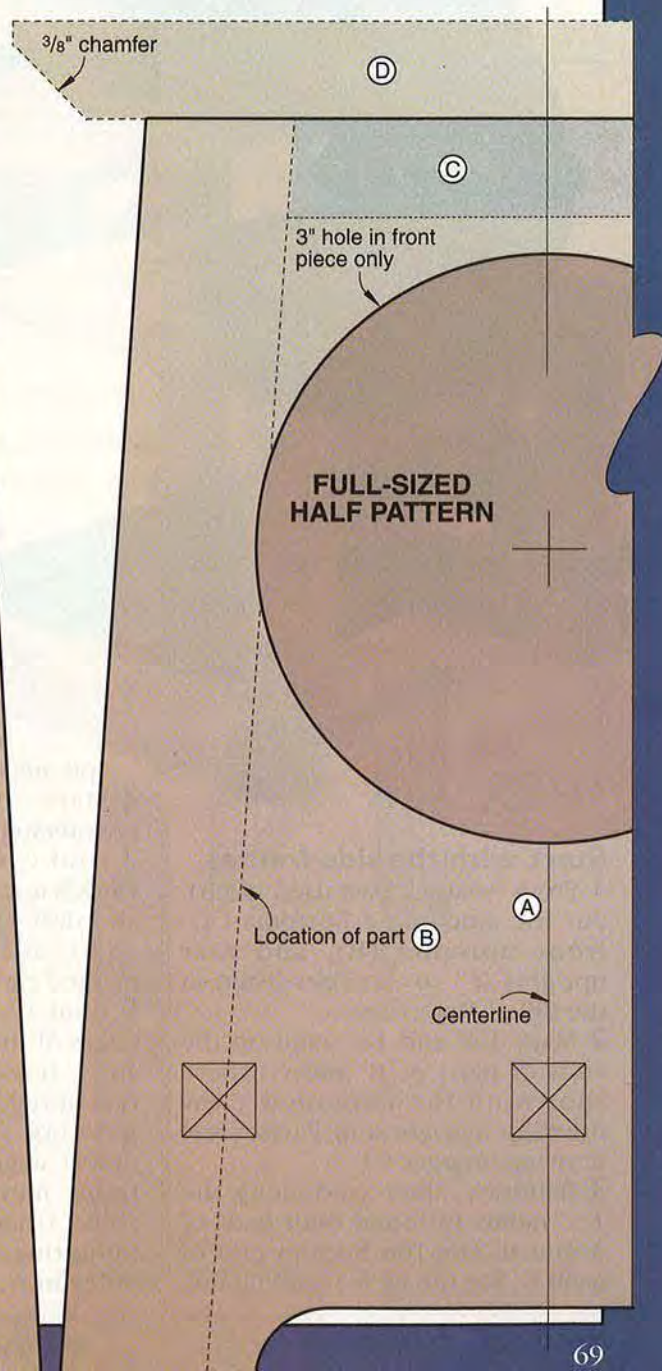 3/8" chamfer
D
C
3" hole in front
piece only
FULL-SIZED
HALF PATTERN
A
Location of part B
Centerline
69